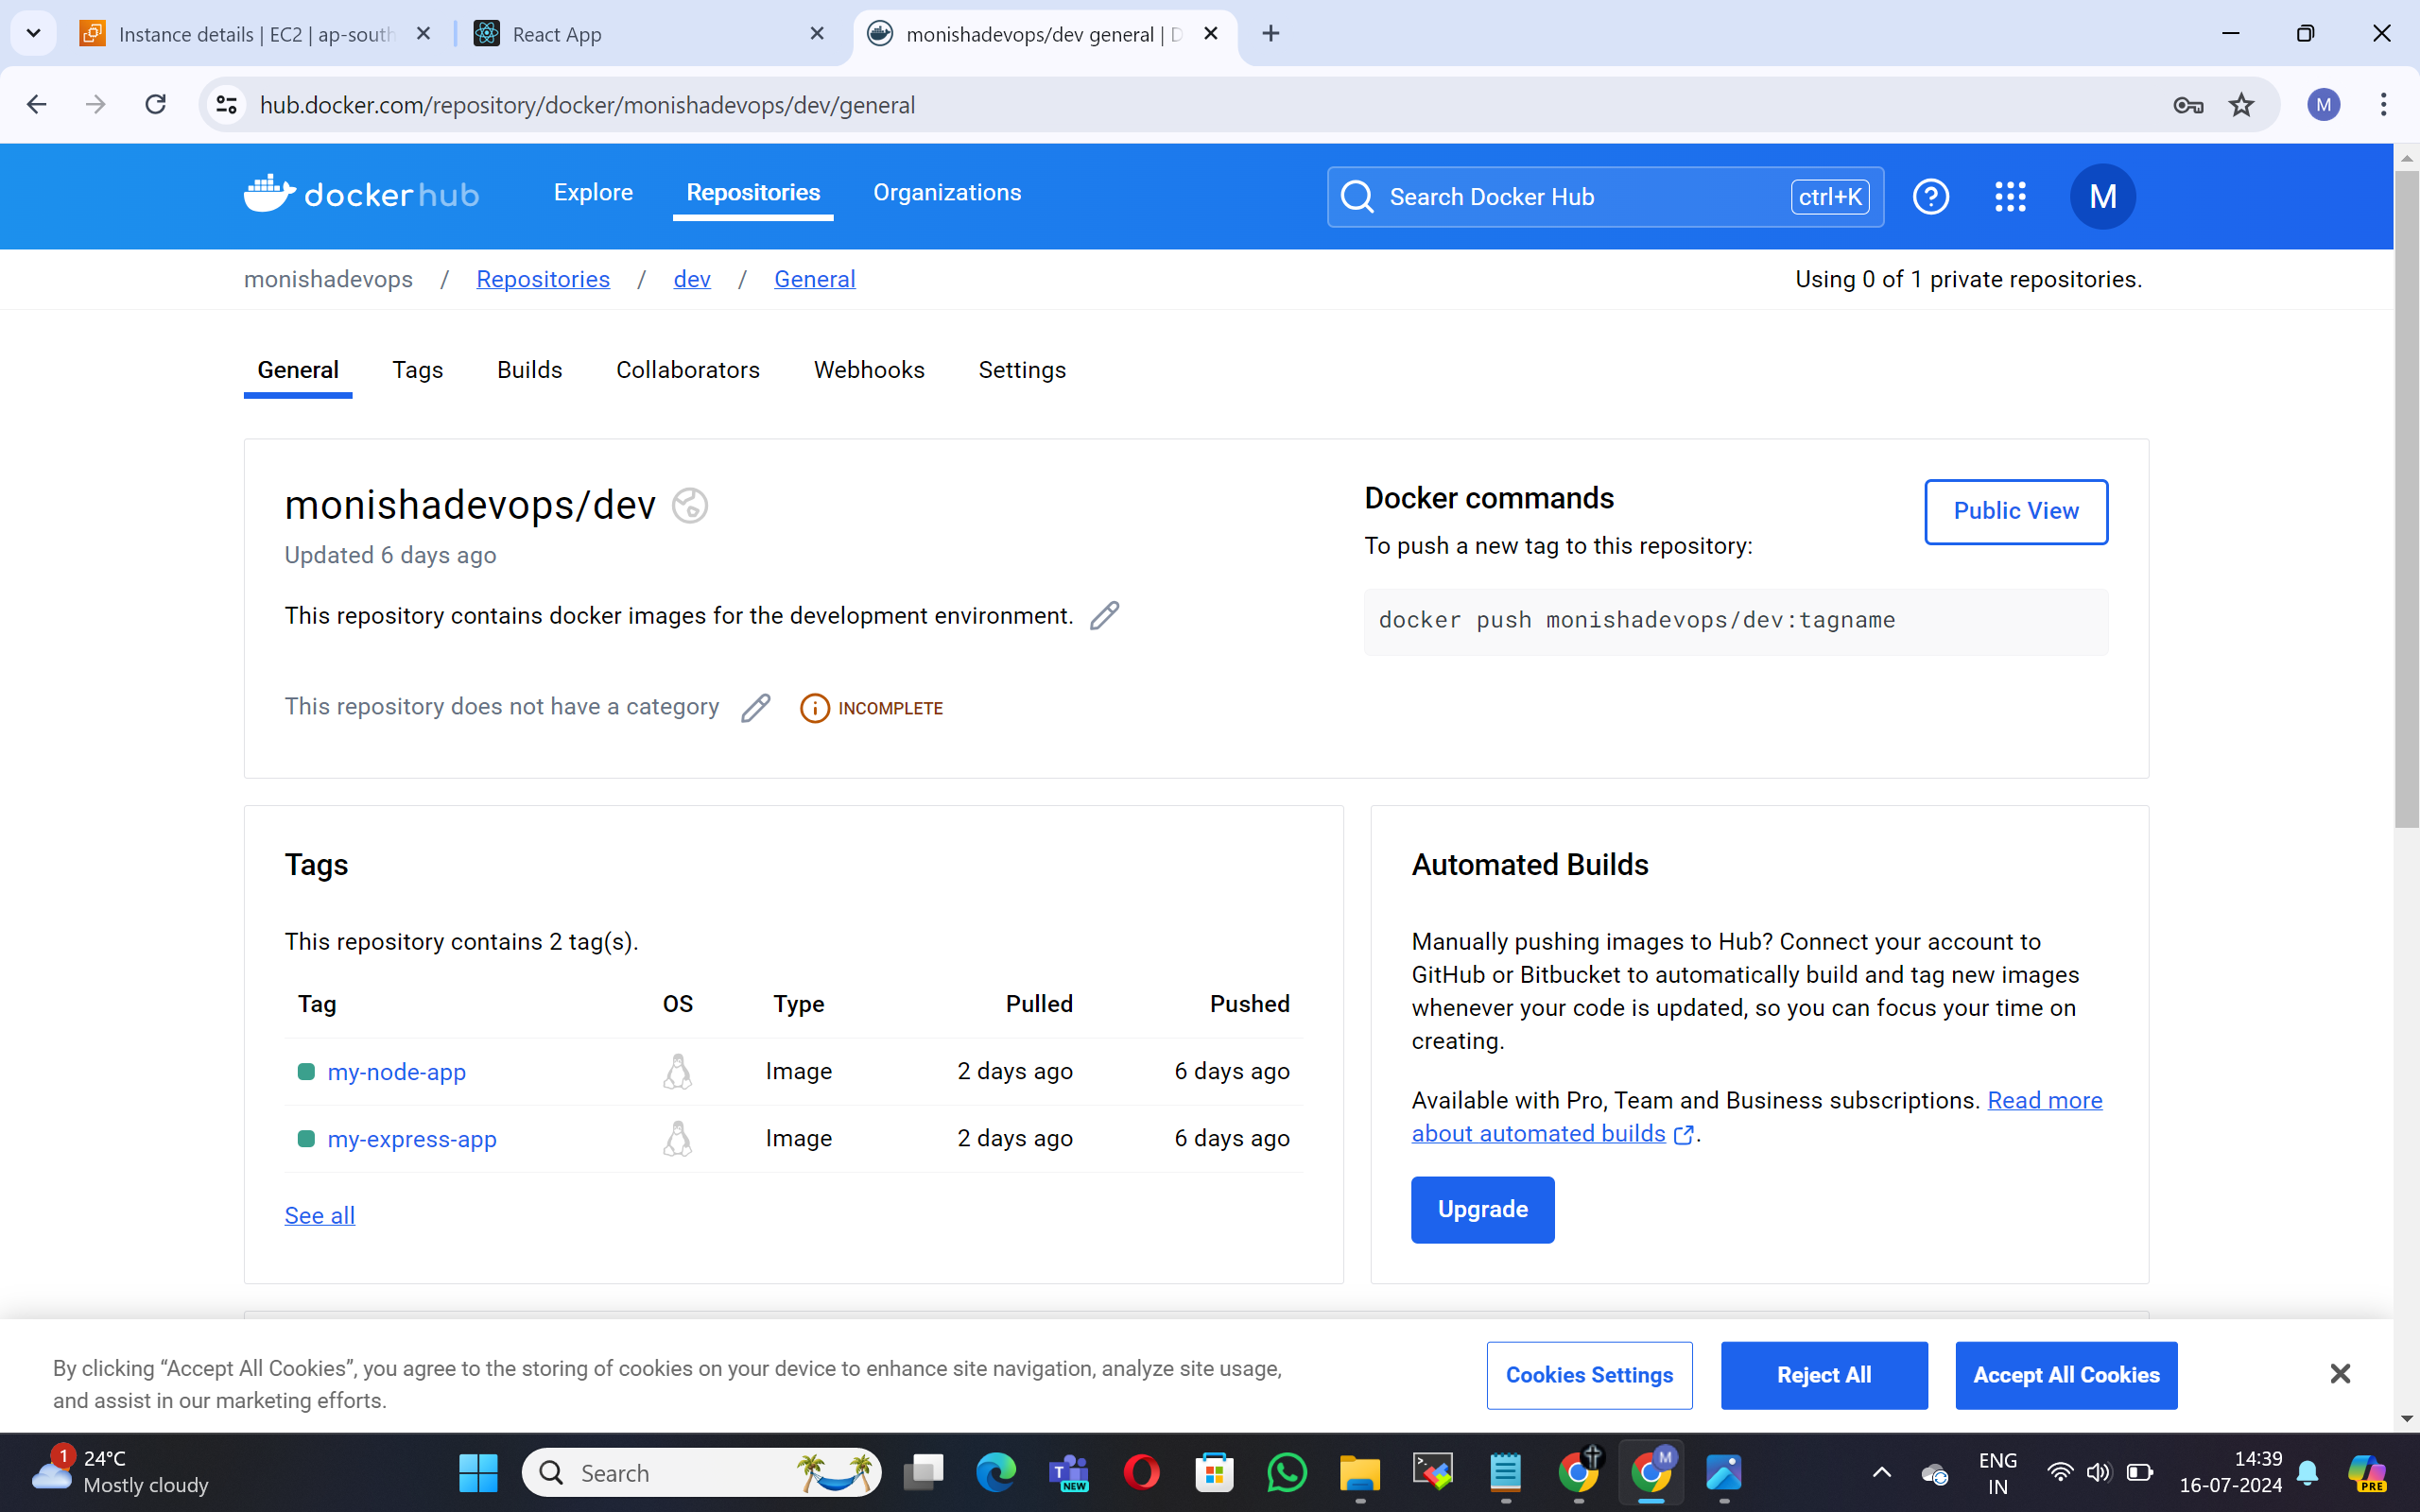 Instance details | EC2 | ap-south
React App
monishadevops/dev general | D
hub.docker.com/repository/docker/monishadevops/dev/general
M
dockerhub
Explore
Repositories
Organizations
Search Docker Hub
ctrl+K
?
M
monishadevops / Repositories / dev / General
Using 0 of 1 private repositories.
General
Tags
Builds
Collaborators
Webhooks
Settings
monishadevops/dev
Updated 6 days ago
This repository contains docker images for the development environment.
This repository does not have a category
INCOMPLETE
Docker commands
Public View
To push a new tag to this repository:
docker push monishadevops/dev:tagname
Tags
This repository contains 2 tag(s).
Tag OS Type Pulled Pushed
my-node-app Image 2 days ago 6 days ago
my-express-app Image 2 days ago 6 days ago
See all
Automated Builds
Manually pushing images to Hub? Connect your account to
GitHub or Bitbucket to automatically build and tag new images
whenever your code is updated, so you can focus your time on
creating.
Available with Pro, Team and Business subscriptions. Read more
about automated builds .
Upgrade
By clicking “Accept All Cookies”, you agree to the storing of cookies on your device to enhance site navigation, analyze site usage,
and assist in our marketing efforts.
Cookies Settings
Reject All
Accept All Cookies
1
24°C
Mostly cloudy
Search
T
NEW
M
ENG
IN
14:39
16-07-2024
PRE